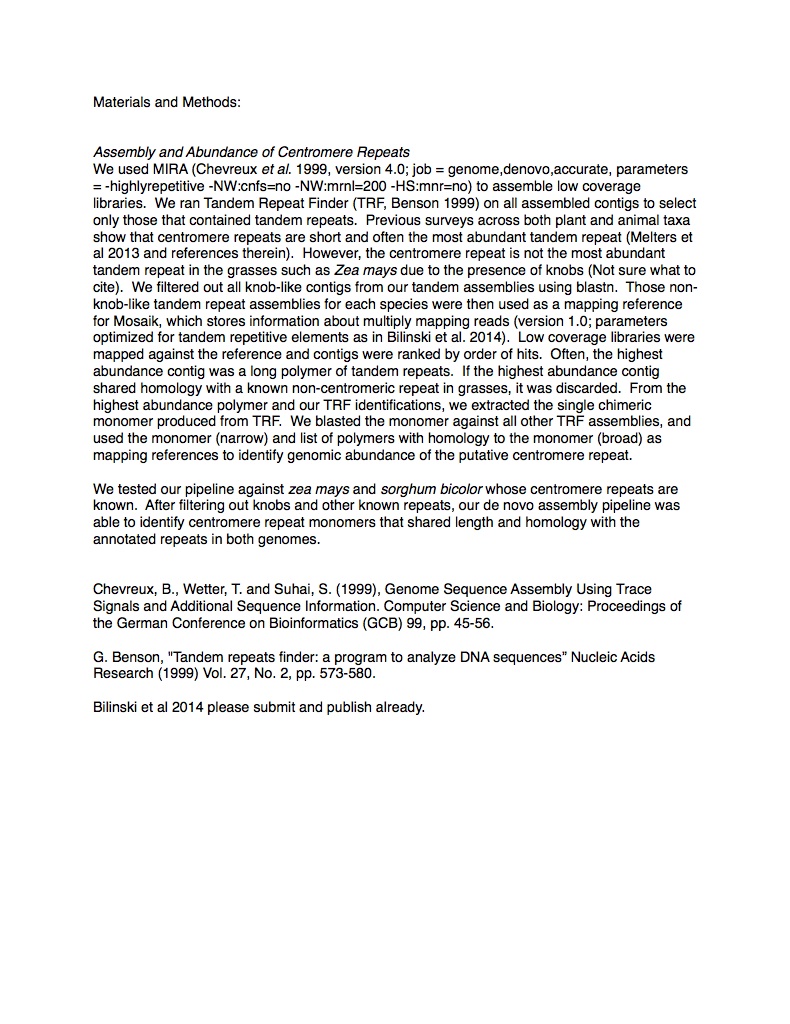 Materials and Methods:
Assembly and Abundance of Centromere Repeats
We used MIRA (Chevreux et al. 1999, version 4.0; job = genome,denovo,accurate, parameters
= -highlyrepetitive -NW:cnfs=no -NW:mrnl=200 -HS:mnr=no) to assemble low coverage
libraries.  We ran Tandem Repeat Finder (TRF, Benson 1999) on all assembled contigs to select
only those that contained tandem repeats.  Previous surveys across both plant and animal taxa
show that centromere repeats are short and often the most abundant tandem repeat (Melters et
al 2013 and references therein).  However, the centromere repeat is not the most abundant
tandem repeat in the grasses such as Zea mays due to the presence of knobs (Not sure what to
cite).  We filtered out all knob-like contigs from our tandem assemblies using blastn.  Those non-
knob-like tandem repeat assemblies for each species were then used as a mapping reference
for Mosaik, which stores information about multiply mapping reads (version 1.0; parameters
optimized for tandem repetitive elements as in Bilinski et al. 2014).  Low coverage libraries were
mapped against the reference and contigs were ranked by order of hits.  Often, the highest
abundance contig was a long polymer of tandem repeats.  If the highest abundance contig
shared homology with a known non-centromeric repeat in grasses, it was discarded.  From the
highest abundance polymer and our TRF identifications, we extracted the single chimeric
monomer produced from TRF.  We blasted the monomer against all other TRF assemblies, and
used the monomer (narrow) and list of polymers with homology to the monomer (broad) as
mapping references to identify genomic abundance of the putative centromere repeat.
We tested our pipeline against zea mays and sorghum bicolor whose centromere repeats are
known.  After filtering out knobs and other known repeats, our de novo assembly pipeline was
able to identify centromere repeat monomers that shared length and homology with the
annotated repeats in both genomes.
Chevreux, B., Wetter, T. and Suhai, S. (1999), Genome Sequence Assembly Using Trace
Signals and Additional Sequence Information. Computer Science and Biology: Proceedings of
the German Conference on Bioinformatics (GCB) 99, pp. 45-56.
G. Benson, "Tandem repeats finder: a program to analyze DNA sequences” Nucleic Acids
Research (1999) Vol. 27, No. 2, pp. 573-580.
Bilinski et al 2014 please submit and publish already.